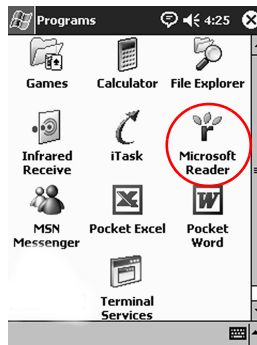 Programs 4:25
Games Calculator File Explorer
Infrared Receive iTask Microsoft Reader
MSN Messenger Pocket Excel Pocket Word
Terminal Services